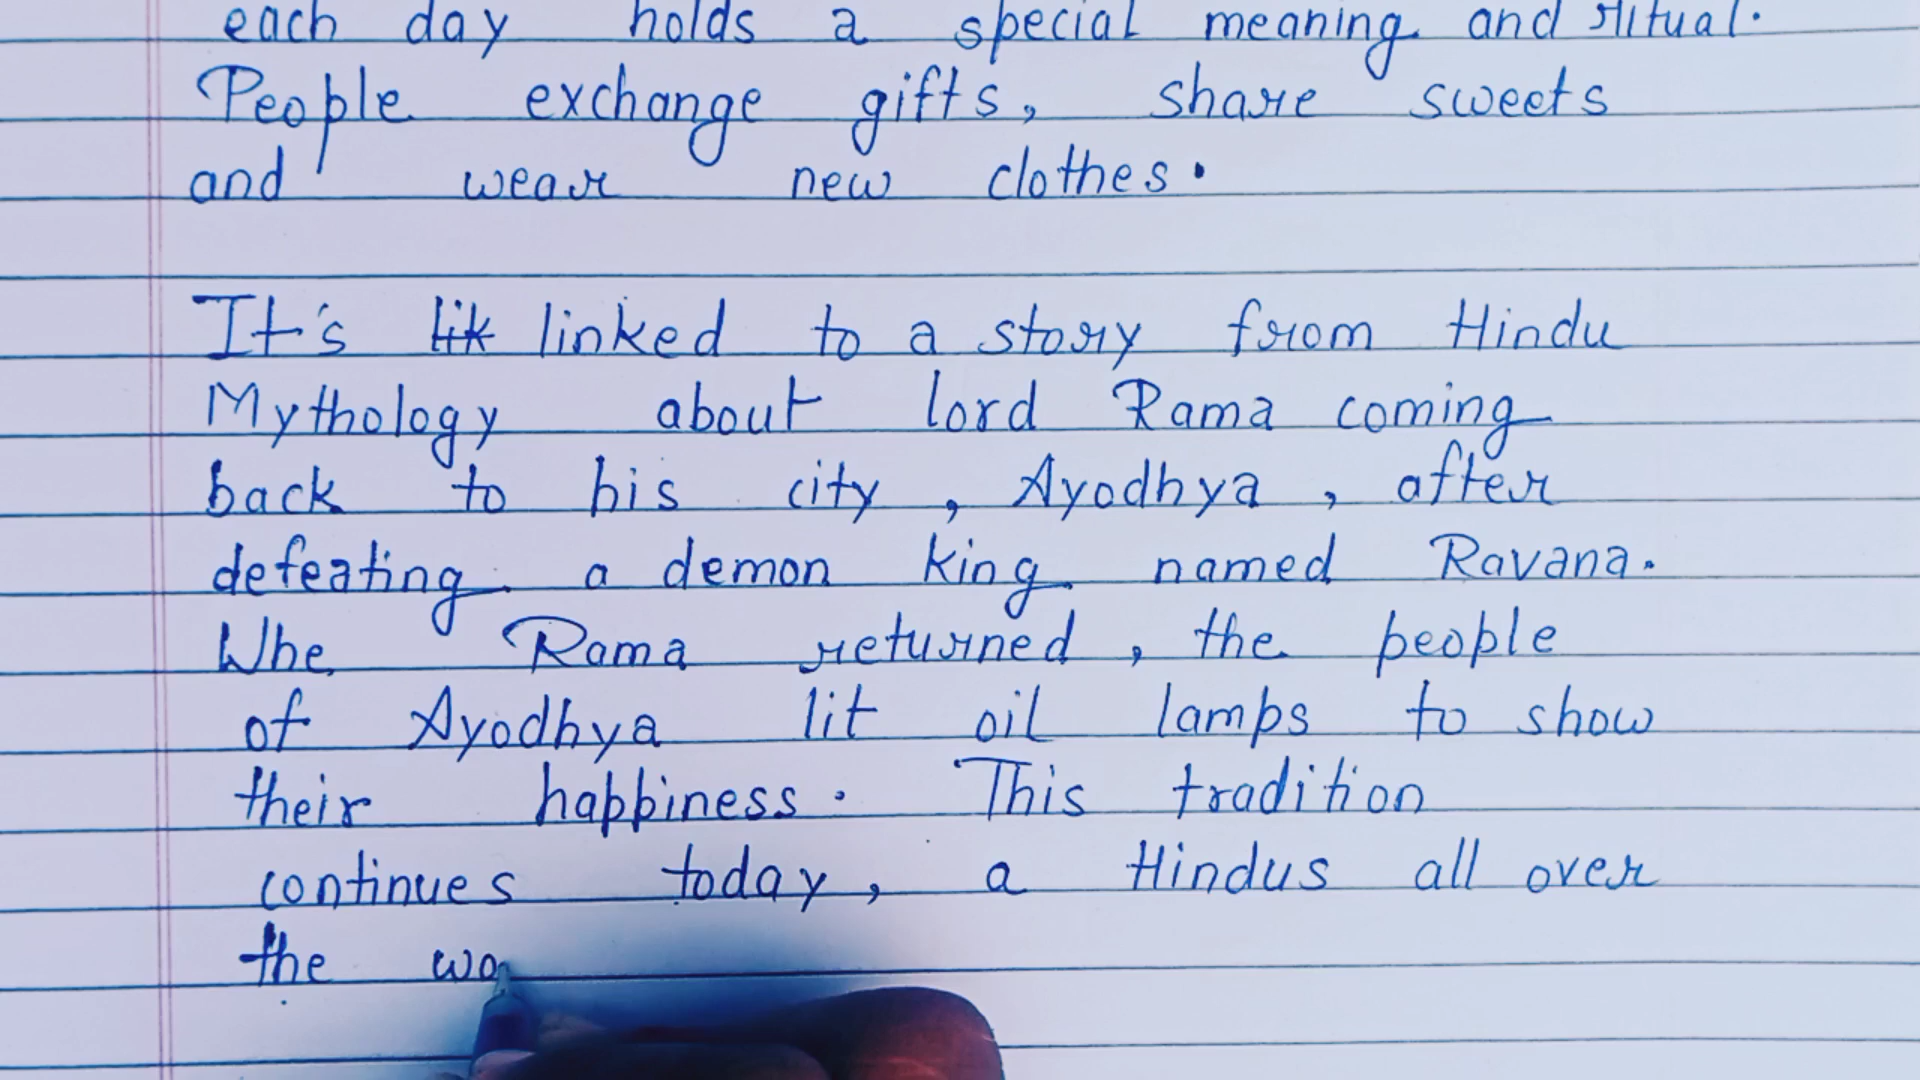 each day holds a special meaning and ritual.
People exchange gifts, share sweets
and wear new clothes.
It's lik linked to a story from Hindu
Mythology about lord Rama coming
back to his city, Ayodhya, after
defeating a demon king named Ravana.
Whe Rama returned, the people
of Ayodhya lit oil lamps to show
their happiness. This tradition
continues today, a Hindus all over
the wo